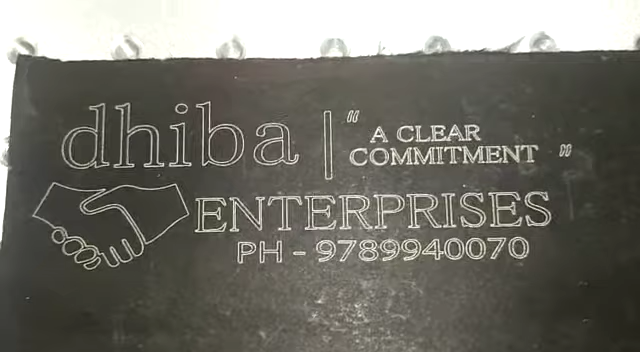 dhiba | " A CLEAR
COMMITMENT "
ENTERPRISES
PH - 9789940070